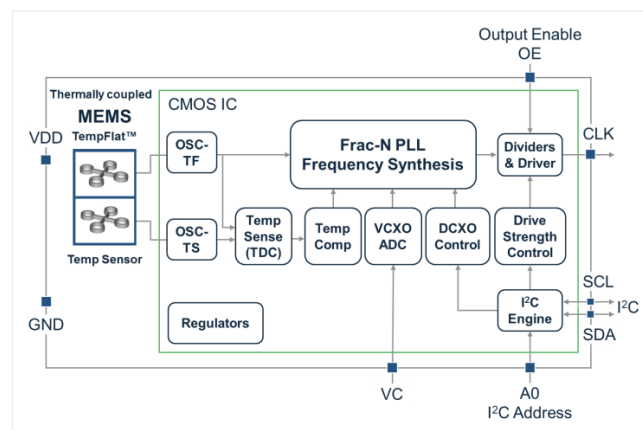 Output Enable
OE
Thermally coupled
MEMS
TempFlat™
CMOS IC
VDD
OSC-
TF
Frac-N PLL
Frequency Synthesis
Dividers
& Driver
CLK
OSC-
TS
Temp
Sense
(TDC)
Temp
Comp
VCXO
ADC
DCXO
Control
Drive
Strength
Control
Temp Sensor
GND
Regulators
I²C
Engine
SCL
I²C
SDA
VC
A0
I²C Address